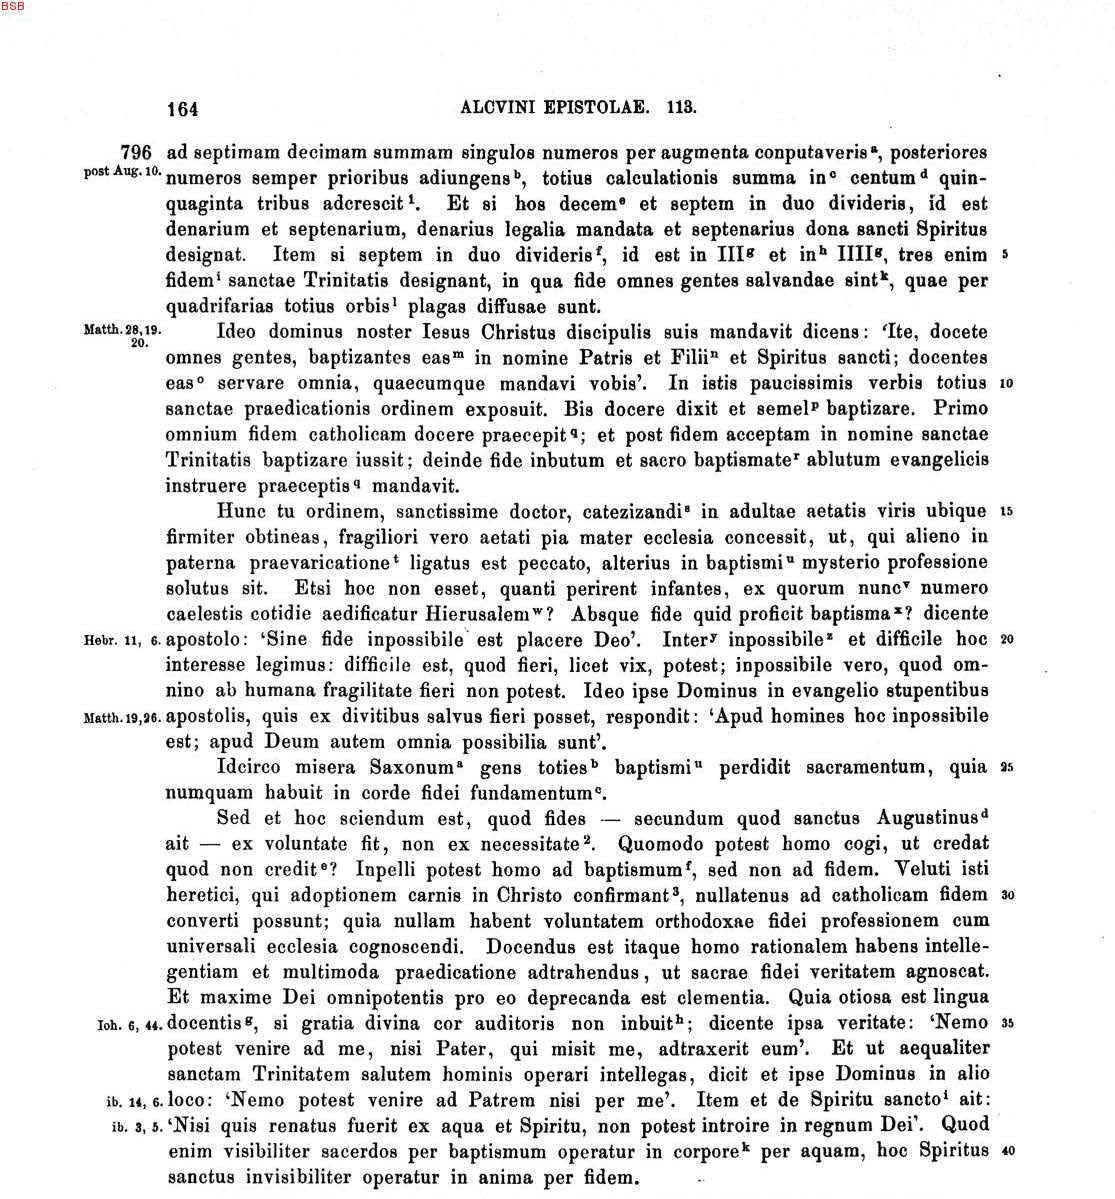 BSB
164 ALCVINI EPISTOLAE. 113.
796 ad septimam decimam summam singulos numeros per augmenta conputaveris ᵃ, posteriores
post Aug. 10. numeros semper prioribus adiungens ᵇ, totius calculationis summa in ᶜ centum ᵈ quin-
quaginta tribus adcrescit ¹. Et si hos decem ᵉ et septem in duo divideris, id est
denarium et septenarium, denarius legalia mandata et septenarius dona sancti Spiritus
designat. Item si septem in duo divideris ᶠ, id est in III ᵍ et in ʰ IIII ᵍ, tres enim 5
fidem ⁱ sanctae Trinitatis designant, in qua fide omnes gentes salvandae sint ᵏ, quae per
quadrifarias totius orbis ˡ plagas diffusae sunt.
Matth. 28, 19. Ideo dominus noster Iesus Christus discipulis suis mandavit dicens: ‘Ite, docete
20. omnes gentes, baptizantes eas ᵐ in nomine Patris et Filii ⁿ et Spiritus sancti; docentes
eas ᵒ servare omnia, quaecumque mandavi vobis’. In istis paucissimis verbis totius 10
sanctae praedicationis ordinem exposuit. Bis docere dixit et semel ᵖ baptizare. Primo
omnium fidem catholicam docere praecepit ᑫ; et post fidem acceptam in nomine sanctae
Trinitatis baptizare iussit; deinde fide inbutum et sacro baptismate ʳ ablutum evangelicis
instruere praeceptis ᑫ mandavit.
Hunc tu ordinem, sanctissime doctor, catezizandi ˢ in adultae aetatis viris ubique 15
firmiter obtineas, fragiliori vero aetati pia mater ecclesia concessit, ut, qui alieno in
paterna praevaricatione ᵗ ligatus est peccato, alterius in baptismi ᵘ mysterio professione
solutus sit. Etsi hoc non esset, quanti perirent infantes, ex quorum nunc ᵛ numero
caelestis cotidie aedificatur Hierusalem ʷ? Absque fide quid proficit baptisma ˣ? dicente
Hebr. 11, 6. apostolo: ‘Sine fide inpossibile est placere Deo’. Inter ʸ inpossibile ᶻ et difficile hoc 20
interesse legimus: difficile est, quod fieri, licet vix, potest; inpossibile vero, quod om-
nino ab humana fragilitate fieri non potest. Ideo ipse Dominus in evangelio stupentibus
Matth. 19, 26. apostolis, quis ex divitibus salvus fieri posset, respondit: ‘Apud homines hoc inpossibile
est; apud Deum autem omnia possibilia sunt’.
Idcirco misera Saxonum ᵃ gens toties ᵇ baptismi ᵘ perdidit sacramentum, quia 25
numquam habuit in corde fidei fundamentum ᶜ.
Sed et hoc sciendum est, quod fides — secundum quod sanctus Augustinus ᵈ
ait — ex voluntate fit, non ex necessitate ². Quomodo potest homo cogi, ut credat
quod non credit ᵉ? Inpelli potest homo ad baptismum ᶠ, sed non ad fidem. Veluti isti
heretici, qui adoptionem carnis in Christo confirmant ³, nullatenus ad catholicam fidem 30
converti possunt; quia nullam habent voluntatem orthodoxae fidei professionem cum
universali ecclesia cognoscendi. Docendus est itaque homo rationalem habens intelle-
gentiam et multimoda praedicatione adtrahendus, ut sacrae fidei veritatem agnoscat.
Et maxime Dei omnipotentis pro eo deprecanda est clementia. Quia otiosa est lingua
Ioh. 6, 44. docentis ᵍ, si gratia divina cor auditoris non inbuit ʰ; dicente ipsa veritate: ‘Nemo 35
potest venire ad me, nisi Pater, qui misit me, adtraxerit eum’. Et ut aequaliter
sanctam Trinitatem salutem hominis operari intellegas, dicit et ipse Dominus in alio
ib. 14, 6. loco: ‘Nemo potest venire ad Patrem nisi per me’. Item et de Spiritu sancto ⁱ ait:
ib. 3, 5. ‘Nisi quis renatus fuerit ex aqua et Spiritu, non potest introire in regnum Dei’. Quod
enim visibiliter sacerdos per baptismum operatur in corpore ᵏ per aquam, hoc Spiritus 40
sanctus invisibiliter operatur in anima per fidem.